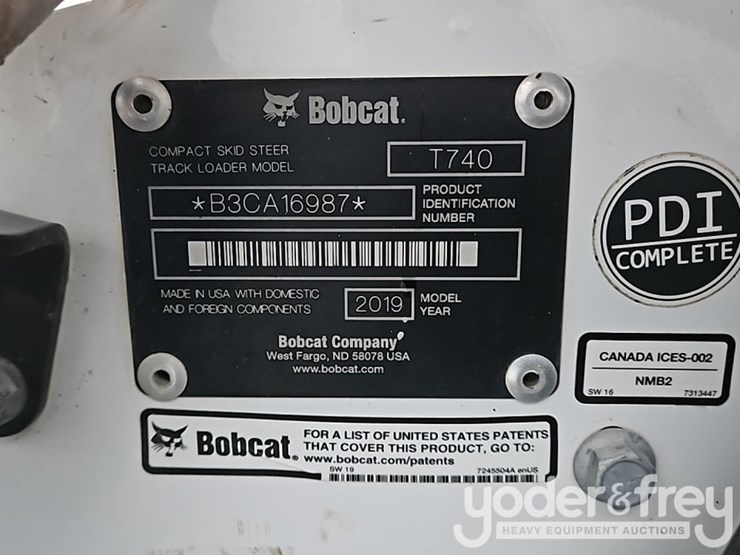 Bobcat.
COMPACT SKID STEER
TRACK LOADER MODEL
T740
*B3CA16987*
PRODUCT
IDENTIFICATION
NUMBER
MADE IN USA WITH DOMESTIC
AND FOREIGN COMPONENTS
2019
MODEL
YEAR
Bobcat Company
West Fargo, ND 58078 USA
www.bobcat.com
PDI
COMPLETE
CANADA ICES-002
NMB2
SW 16 7313447
Bobcat.
FOR A LIST OF UNITED STATES PATENTS
THAT COVER THIS PRODUCT, GO TO:
www.bobcat.com/patents
SW 19 7245504A enUS
yoder&frey
HEAVY EQUIPMENT AUCTIONS